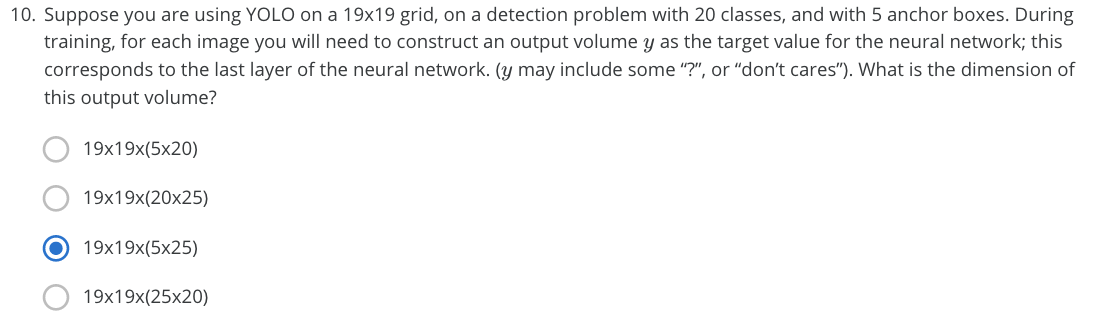 10. Suppose you are using YOLO on a 19x19 grid, on a detection problem with 20 classes, and with 5 anchor boxes. During
training, for each image you will need to construct an output volume y as the target value for the neural network; this
corresponds to the last layer of the neural network. (y may include some “?”, or “don’t cares”). What is the dimension of
this output volume?
19x19x(5x20)
19x19x(20x25)
19x19x(5x25)
19x19x(25x20)